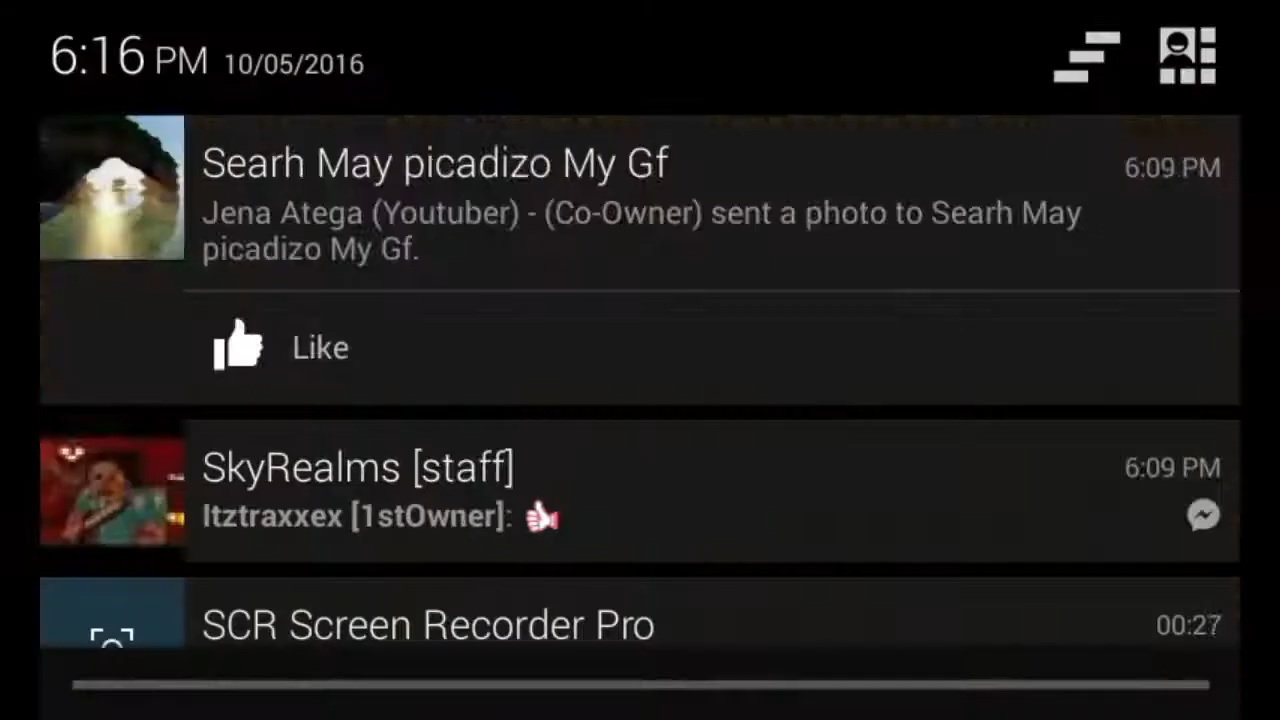 6:16 PM 10/05/2016
Searh May picadizo My Gf
6:09 PM
Jena Atega (Youtuber) - (Co-Owner) sent a photo to Searh May
picadizo My Gf.
Like
SkyRealms [staff]
6:09 PM
Itztraxxex [1stOwner]: 👍
SCR Screen Recorder Pro
00:27